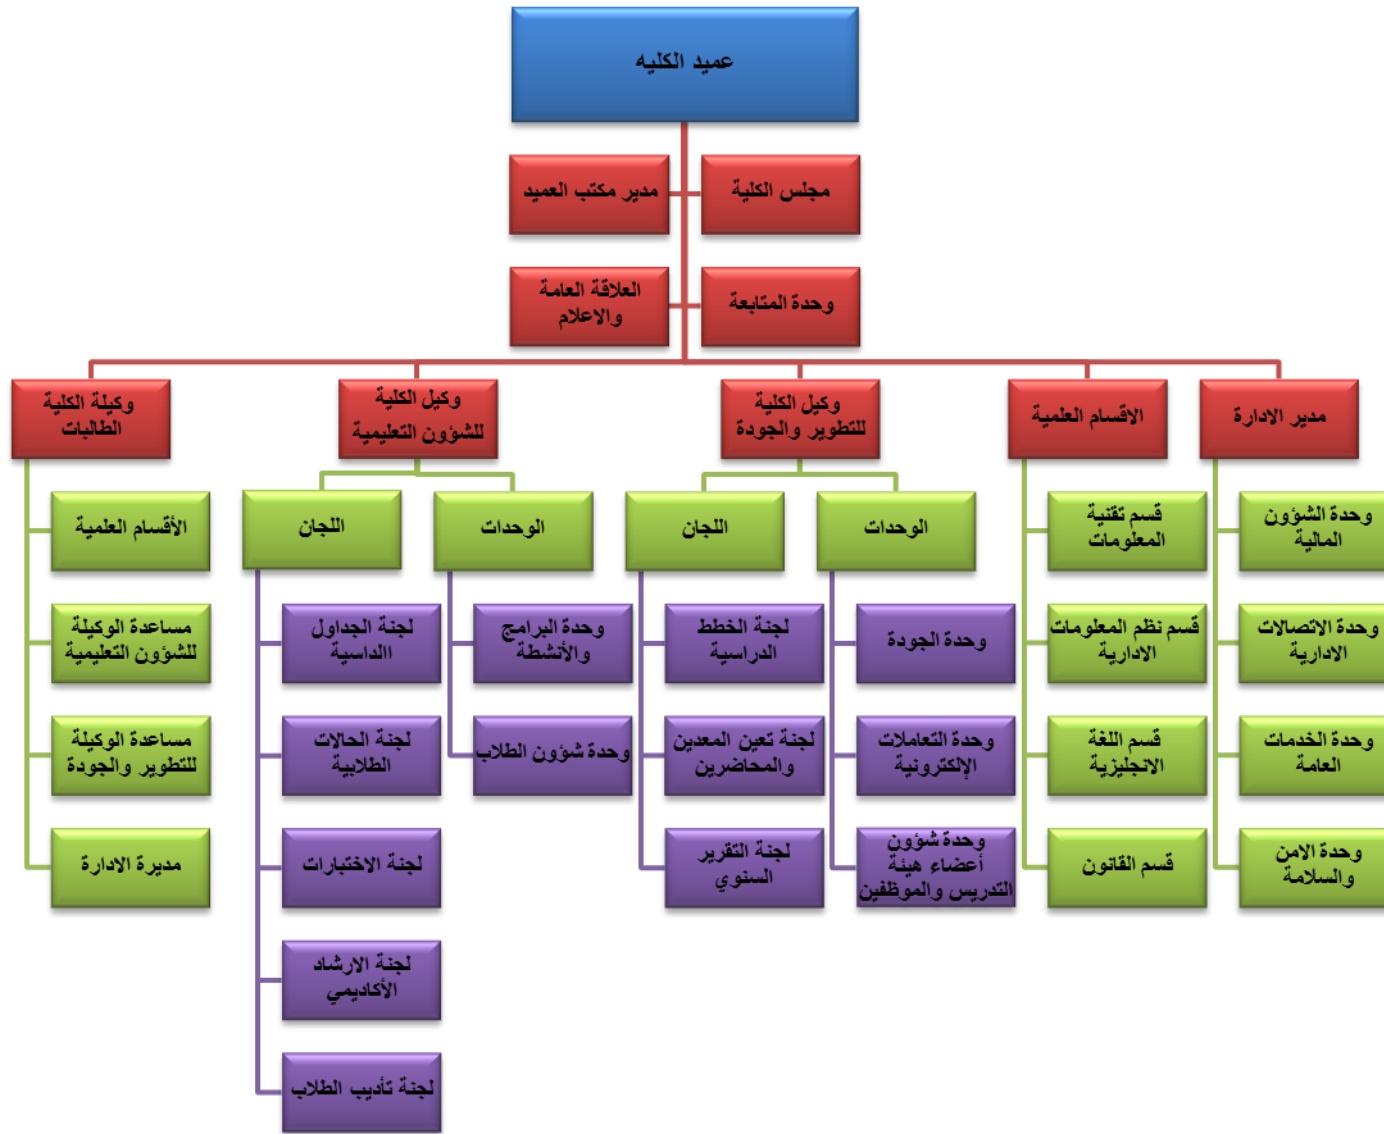 عميد الكليه
مجلس الكلية
مدير مكتب العميد
وحدة المتابعة
العلاقة العامة
والاعلام
مدير الادارة
الاقسام العلمية
وكيل الكلية
للتطوير والجودة
وكيل الكلية
للشؤون التعليمية
وكيلة الكلية
الطالبات
وحدة الشؤون
المالية
وحدة الاتصالات
الادارية
وحدة الخدمات
العامة
وحدة الامن
والسلامة
قسم تقنية
المعلومات
قسم نظم المعلومات
الادارية
قسم اللغة
الانجليزية
قسم القانون
الوحدات
وحدة الجودة
وحدة التعاملات
الإلكترونية
وحدة شؤون
أعضاء هيئة
التدريس والموظفين
اللجان
لجنة الخطط
الدراسية
لجنة تعين المعدين
والمحاضرين
لجنة التقرير
السنوي
الوحدات
وحدة البرامج
والأنشطة
وحدة شؤون الطلاب
اللجان
لجنة الجداول
االداسية
لجنة الحالات
الطلابية
لجنة الاختبارات
لجنة الارشاد
الأكاديمي
لجنة تأديب الطلاب
الأقسام العلمية
مساعدة الوكيلة
للشؤون التعليمية
مساعدة الوكيلة
للتطوير والجودة
مديرة الادارة